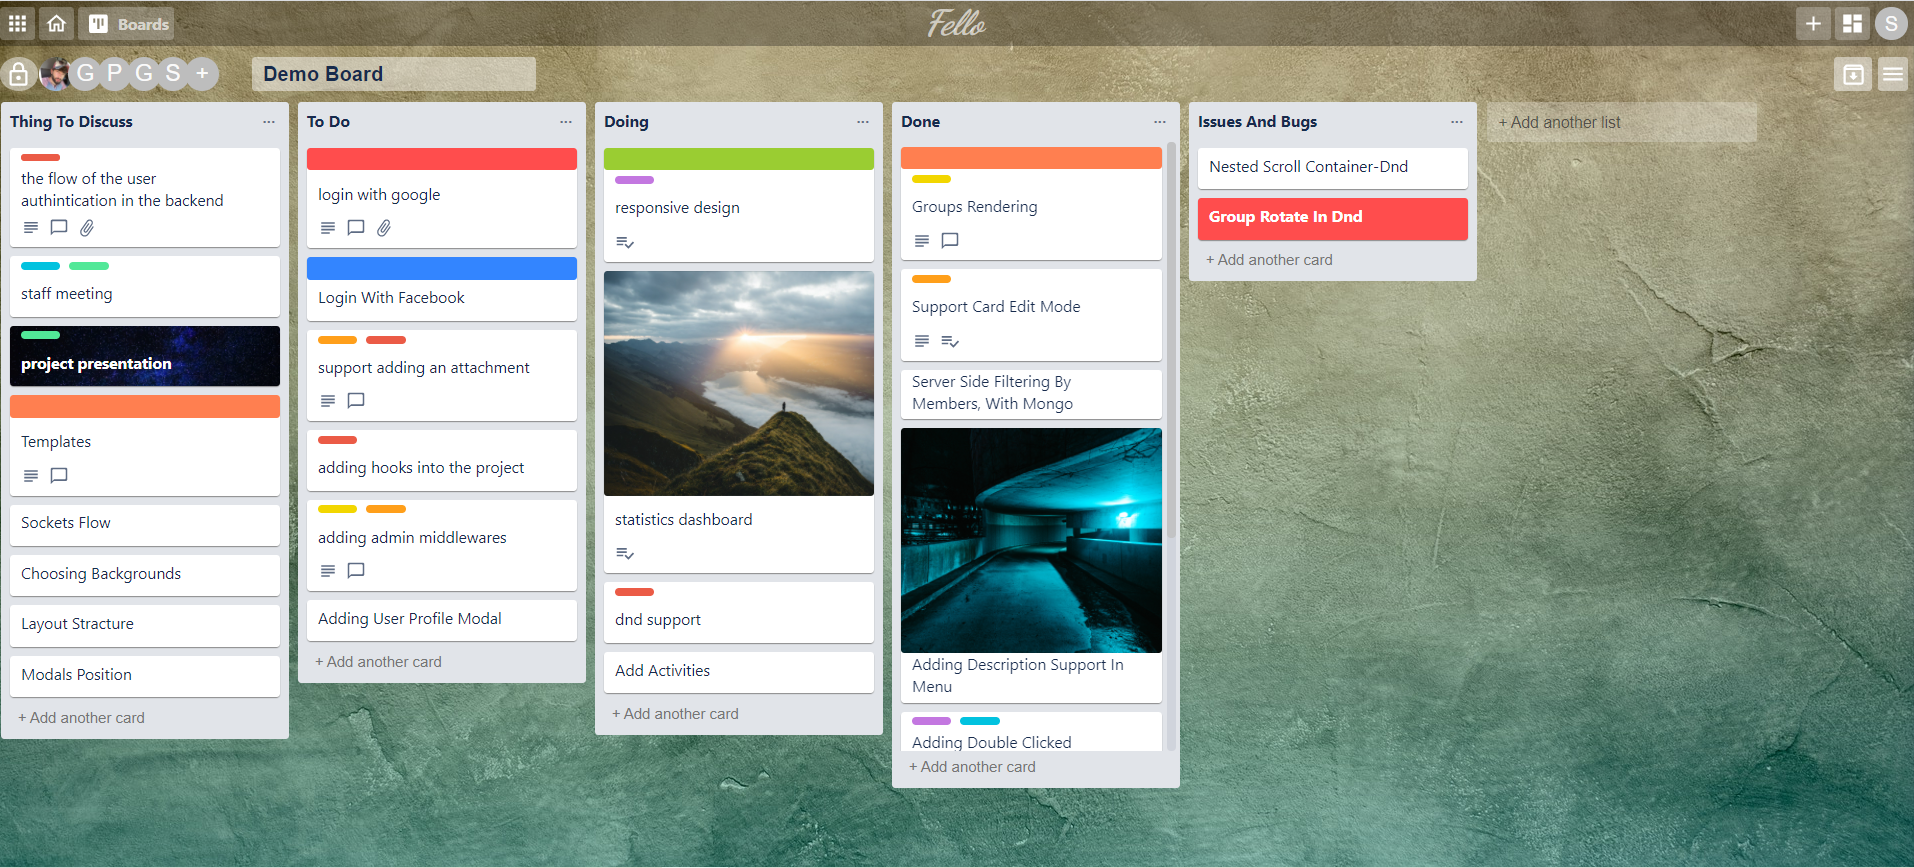 Boards
Fello
S
G P G S +
Demo Board
Thing To Discuss
the flow of the user
authintication in the backend
staff meeting
project presentation
Templates
Sockets Flow
Choosing Backgrounds
Layout Stracture
Modals Position
+ Add another card
To Do
login with google
Login With Facebook
support adding an attachment
adding hooks into the project
adding admin middlewares
Adding User Profile Modal
+ Add another card
Doing
responsive design
statistics dashboard
dnd support
Add Activities
+ Add another card
Done
Groups Rendering
Support Card Edit Mode
Server Side Filtering By
Members, With Mongo
Adding Description Support In
Menu
Adding Double Clicked
+ Add another card
Issues And Bugs
Nested Scroll Container-Dnd
Group Rotate In Dnd
+ Add another card
+ Add another list